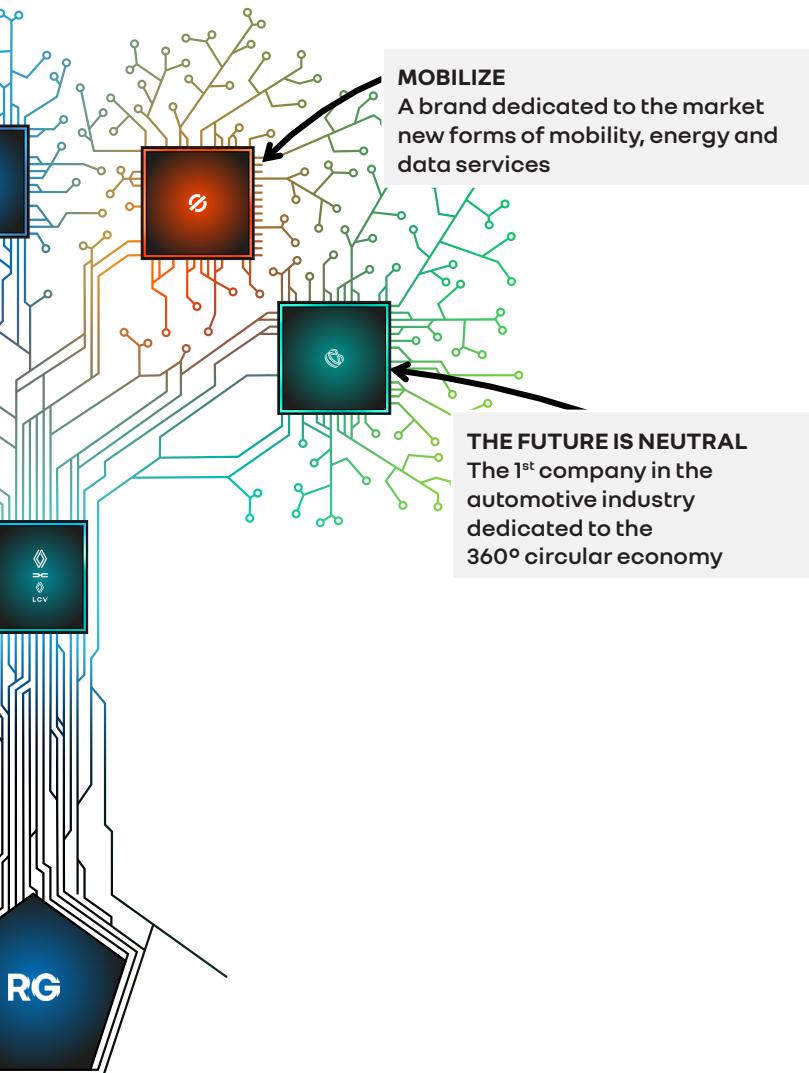 MOBILIZE
A brand dedicated to the market
new forms of mobility, energy and
data services
THE FUTURE IS NEUTRAL
The 1st company in the
automotive industry
dedicated to the
360° circular economy
LCV
RG